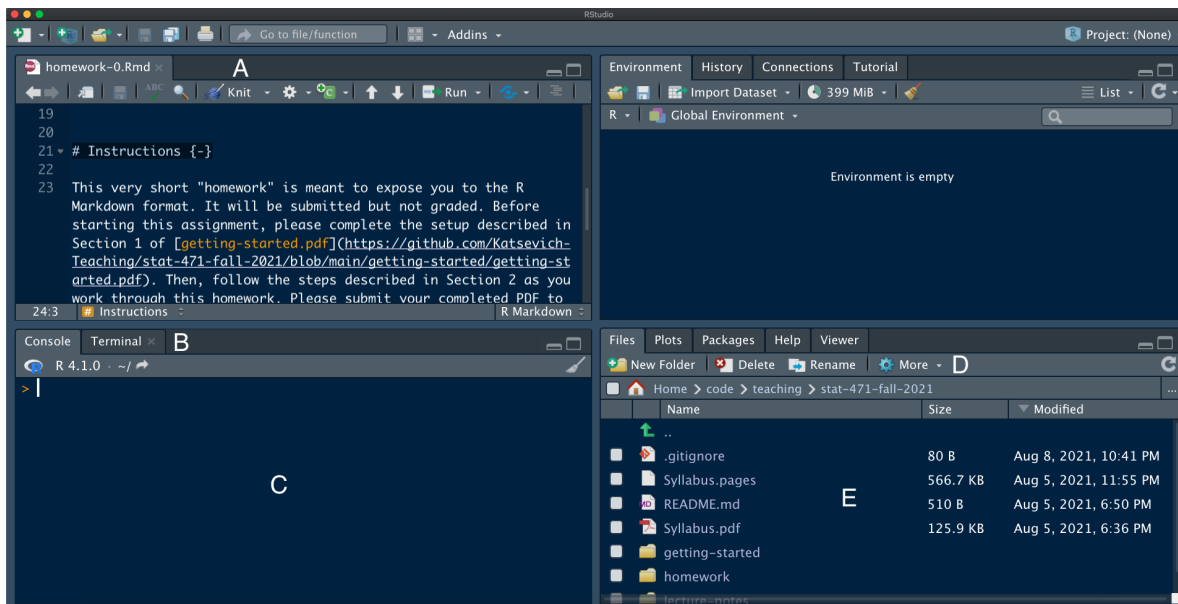 RStudio
Go to file/function Addins Project: (None)
homework-0.Rmd A
ABC Knit Run
19
20
21 # Instructions {-}
22
23 This very short "homework" is meant to expose you to the R
Markdown format. It will be submitted but not graded. Before
starting this assignment, please complete the setup described in
Section 1 of [getting-started.pdf](https://github.com/Katsevich-
Teaching/stat-471-fall-2021/blob/main/getting-started/getting-st
arted.pdf). Then, follow the steps described in Section 2 as you
work through this homework. Please submit your completed PDF to
24:3 # Instructions R Markdown
Environment History Connections Tutorial
Import Dataset 399 MiB List
R Global Environment
Environment is empty
Console Terminal B
R 4.1.0 · ~/
>
C
Files Plots Packages Help Viewer
New Folder Delete Rename More D
Home code teaching stat-471-fall-2021 ...
Name Size Modified
..
.gitignore 80 B Aug 8, 2021, 10:41 PM
Syllabus.pages 566.7 KB Aug 5, 2021, 11:55 PM
README.md 510 B Aug 5, 2021, 6:50 PM
E
Syllabus.pdf 125.9 KB Aug 5, 2021, 6:36 PM
getting-started
homework
lecture-notes